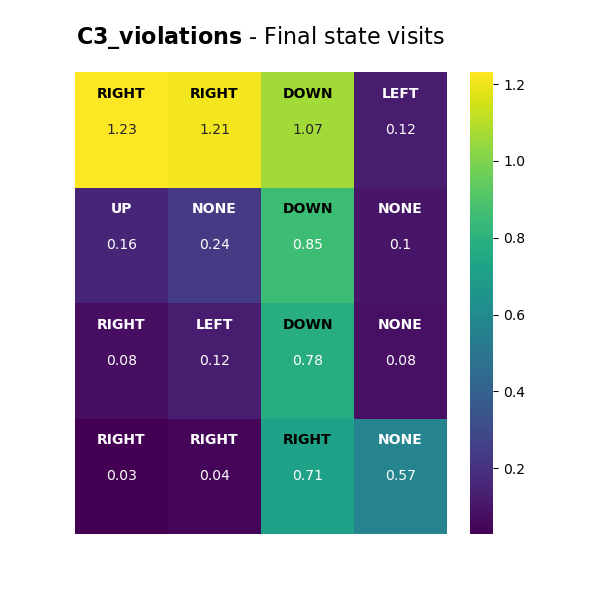 C3_violations - Final state visits
RIGHT RIGHT DOWN LEFT
1.23 1.21 1.07 0.12
UP NONE DOWN NONE
0.16 0.24 0.85 0.1
RIGHT LEFT DOWN NONE
0.08 0.12 0.78 0.08
RIGHT RIGHT RIGHT NONE
0.03 0.04 0.71 0.57
1.2
1.0
0.8
0.6
0.4
0.2